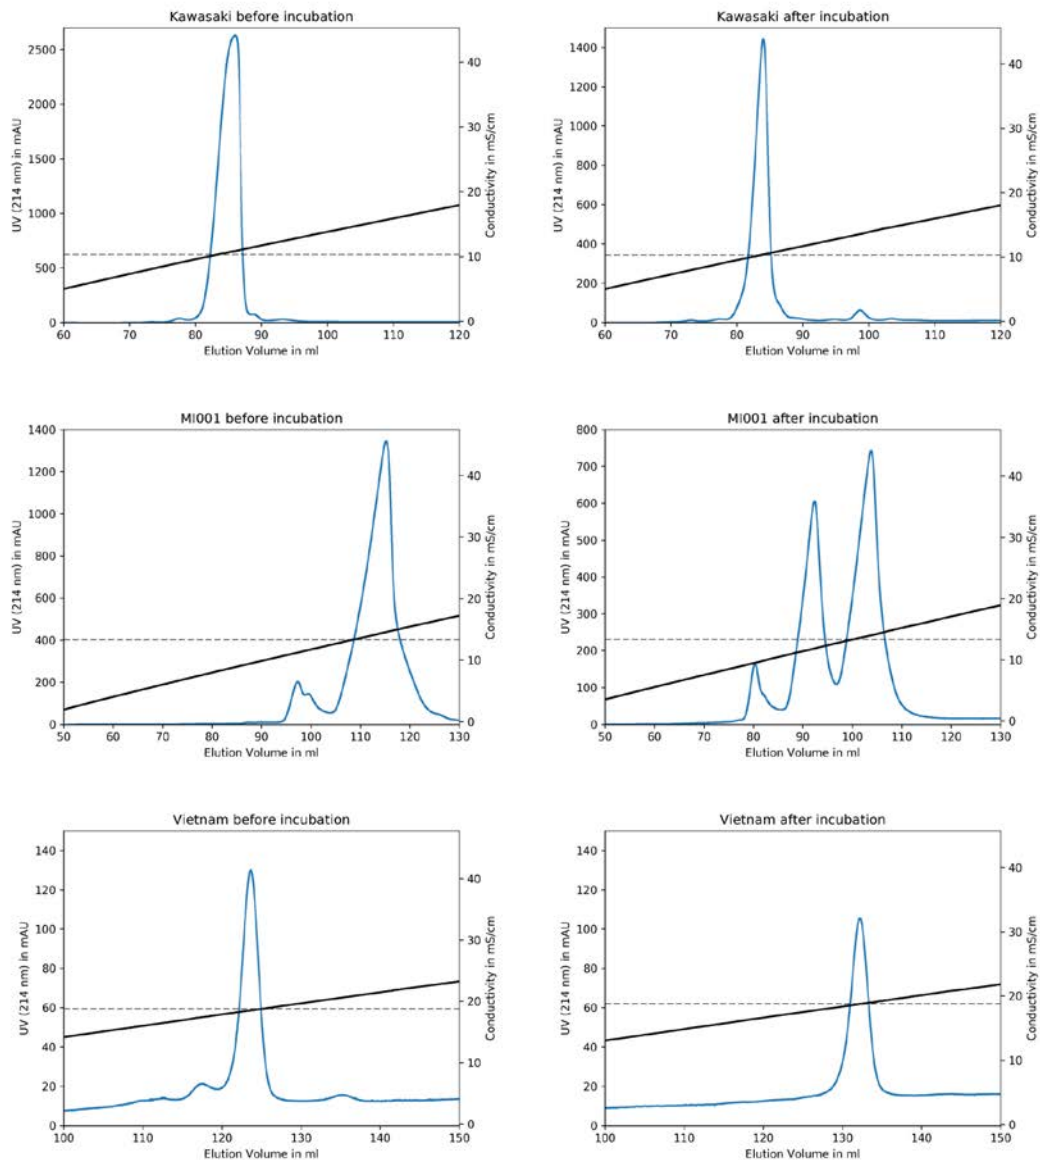 Kawasaki before incubation
UV (214 nm) in mAU
2500
2000
1500
1000
500
0
40
30
20
10
0
Conductivity in mS/cm
60 70 80 90 100 110 120
Elution Volume in ml
Kawasaki after incubation
UV (214 nm) in mAU
1400
1200
1000
800
600
400
200
0
40
30
20
10
0
Conductivity in mS/cm
60 70 80 90 100 110 120
Elution Volume in ml
MI001 before incubation
UV (214 nm) in mAU
1400
1200
1000
800
600
400
200
0
40
30
20
10
0
Conductivity in mS/cm
50 60 70 80 90 100 110 120 130
Elution Volume in ml
MI001 after incubation
UV (214 nm) in mAU
800
700
600
500
400
300
200
100
0
40
30
20
10
0
Conductivity in mS/cm
50 60 70 80 90 100 110 120 130
Elution Volume in ml
Vietnam before incubation
UV (214 nm) in mAU
140
120
100
80
60
40
20
0
40
30
20
10
0
Conductivity in mS/cm
100 110 120 130 140 150
Elution Volume in ml
Vietnam after incubation
UV (214 nm) in mAU
140
120
100
80
60
40
20
0
40
30
20
10
0
Conductivity in mS/cm
100 110 120 130 140 150
Elution Volume in ml